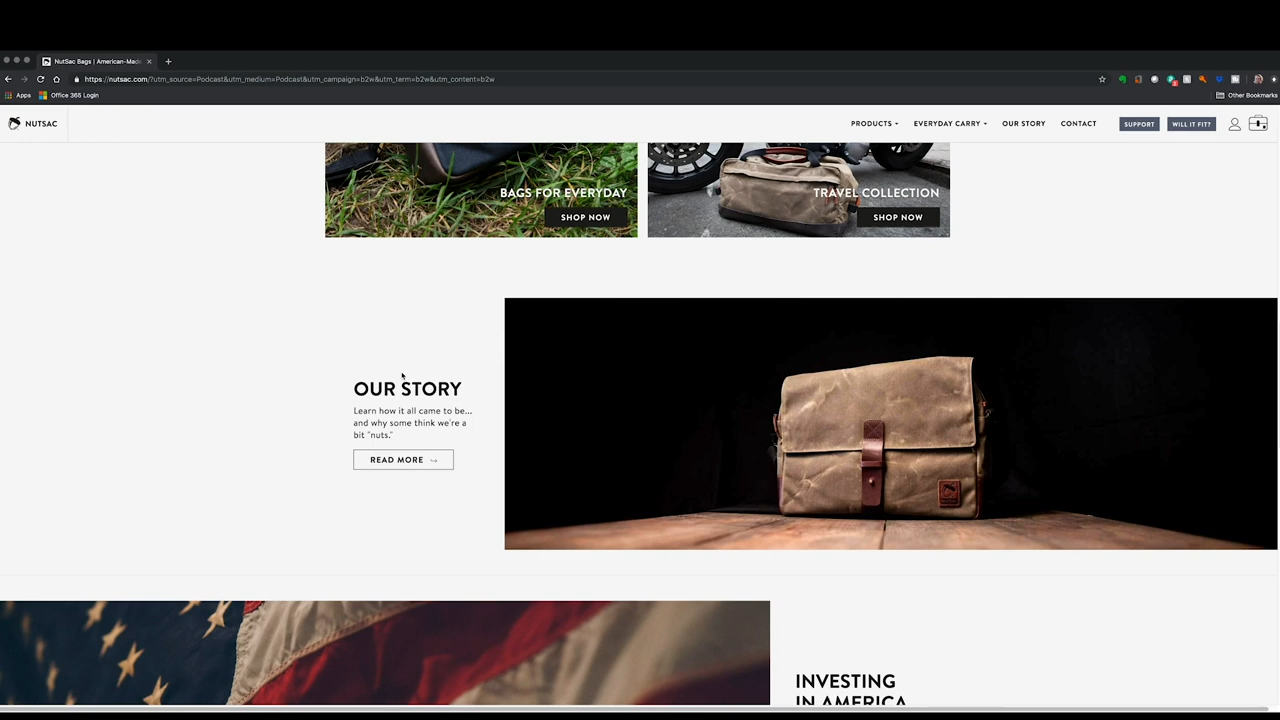 NutSac Bags | American-Made
https://nutsac.com/?utm_source=Podcast&utm_medium=Podcast&utm_campaign=b2w&utm_term=b2w&utm_content=b2w
Apps
Office 365 Login
Other Bookmarks
NUTSAC
PRODUCTS
EVERYDAY CARRY
OUR STORY
CONTACT
SUPPORT
WILL IT FIT?
BAGS FOR EVERYDAY
SHOP NOW
TRAVEL COLLECTION
SHOP NOW
OUR STORY
Learn how it all came to be...
and why some think we're a
bit "nuts."
READ MORE
INVESTING
IN AMERICA